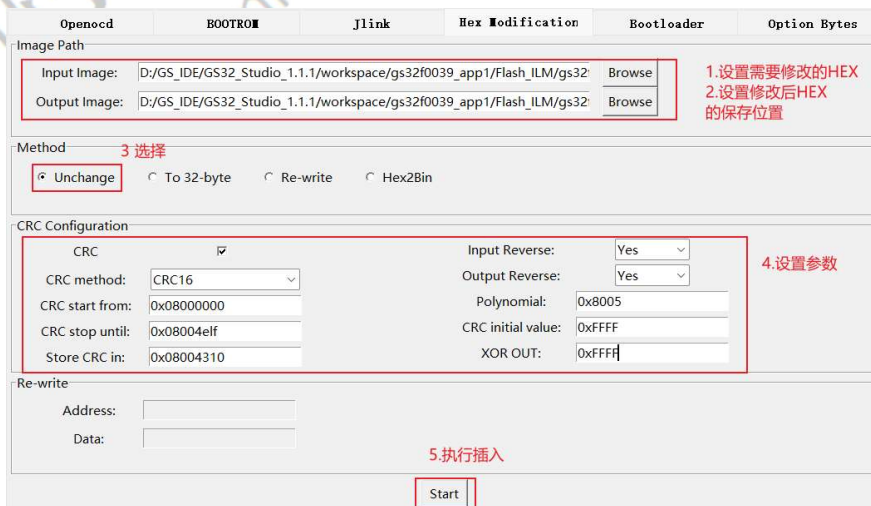 Openocd BOOTROM Jlink Hex Modification Bootloader Option Bytes
Image Path
Input Image: D:/GS_IDE/GS32_Studio_1.1.1/workspace/gs32f0039_app1/Flash_ILM/gs32f Browse
Output Image: D:/GS_IDE/GS32_Studio_1.1.1/workspace/gs32f0039_app1/Flash_ILM/gs32f Browse
1.设置需要修改的HEX
2.设置修改后HEX
的保存位置
Method
3 选择
Unchange To 32-byte Re-write Hex2Bin
CRC Configuration
CRC Input Reverse: Yes
CRC method: CRC16 Output Reverse: Yes
4.设置参数
CRC start from: 0x08000000 Polynomial: 0x8005
CRC stop until: 0x08004elf CRC initial value: 0xFFFF
Store CRC in: 0x08004310 XOR OUT: 0xFFFF
Re-write
Address:
Data:
5.执行插入
Start